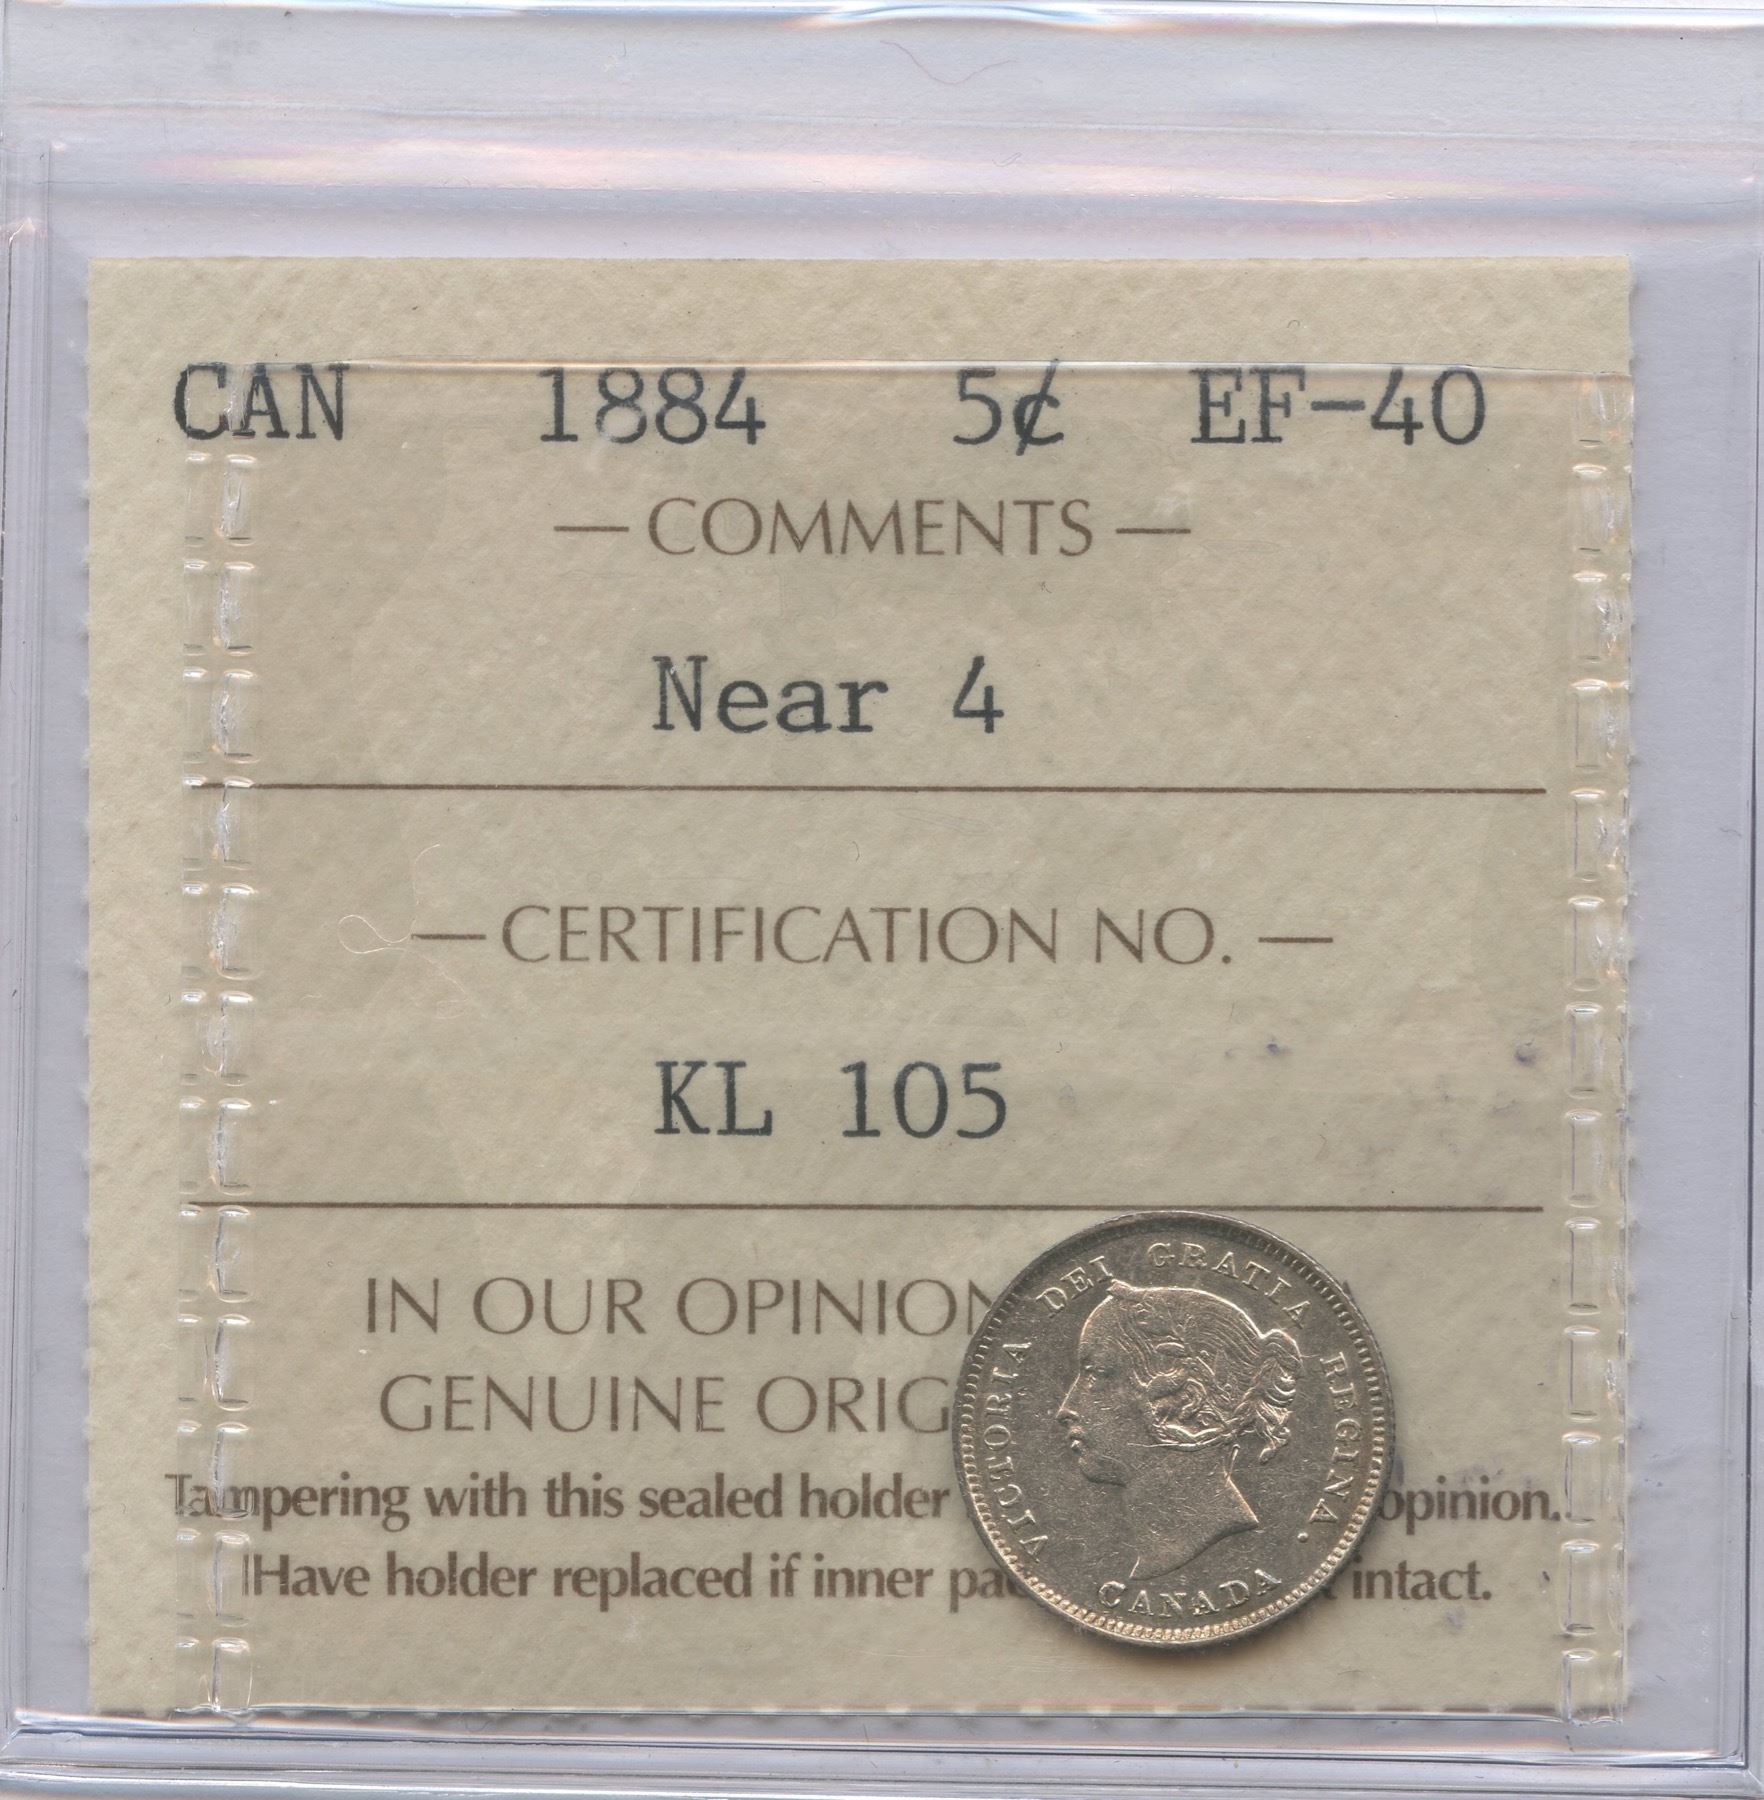 CAN 1884 5¢ EF-40
— COMMENTS —
Near 4
— CERTIFICATION NO. —
KL 105
IN OUR OPINION
GENUINE ORIG
Tampering with this sealed holder opinion.
Have holder replaced if inner intact.
VICTORIA DEI GRATIA REGINA.
CANADA